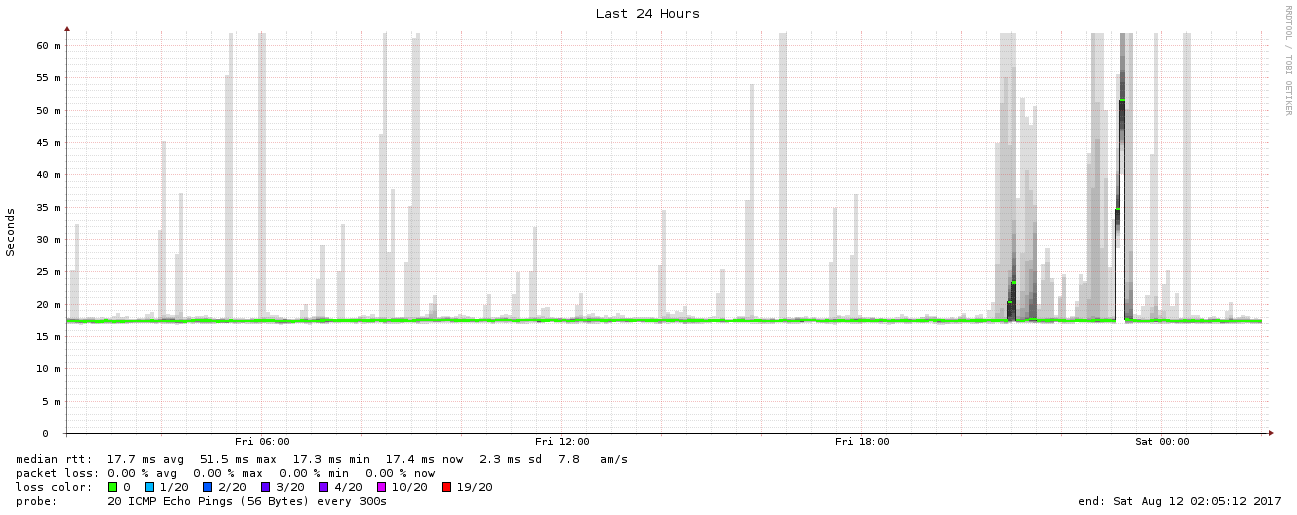 Last 24 Hours
RRDTOOL / TOBI OETIKER
Seconds
60 m
55 m
50 m
45 m
40 m
35 m
30 m
25 m
20 m
15 m
10 m
5 m
0
Fri 06:00 Fri 12:00 Fri 18:00 Sat 00:00
median rtt: 17.7 ms avg 51.5 ms max 17.3 ms min 17.4 ms now 2.3 ms sd 7.8 am/s
packet loss: 0.00 % avg 0.00 % max 0.00 % min 0.00 % now
loss color: 0 1/20 2/20 3/20 4/20 10/20 19/20
probe: 20 ICMP Echo Pings (56 Bytes) every 300s end: Sat Aug 12 02:05:12 2017